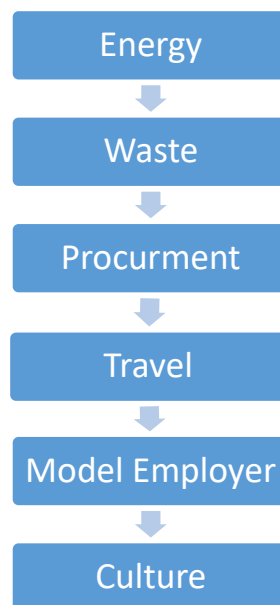 Energy
Waste
Procurment
Travel
Model Employer
Culture